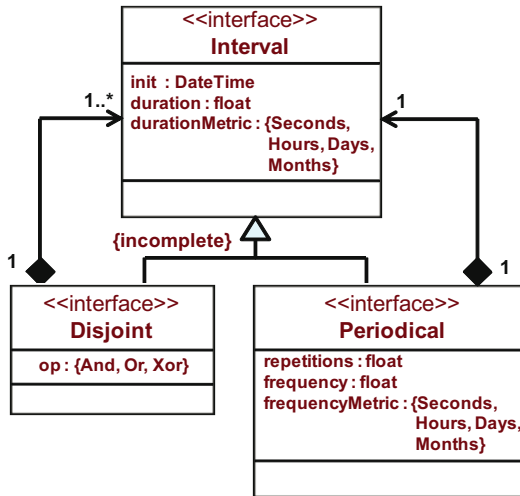 <<interface>>
Interval
init : DateTime
duration : float
durationMetric : {Seconds,
Hours, Days,
Months}
1..*
1
{incomplete}
1
1
<<interface>>
Disjoint
op : {And, Or, Xor}
<<interface>>
Periodical
repetitions : float
frequency : float
frequencyMetric : {Seconds,
Hours, Days,
Months}